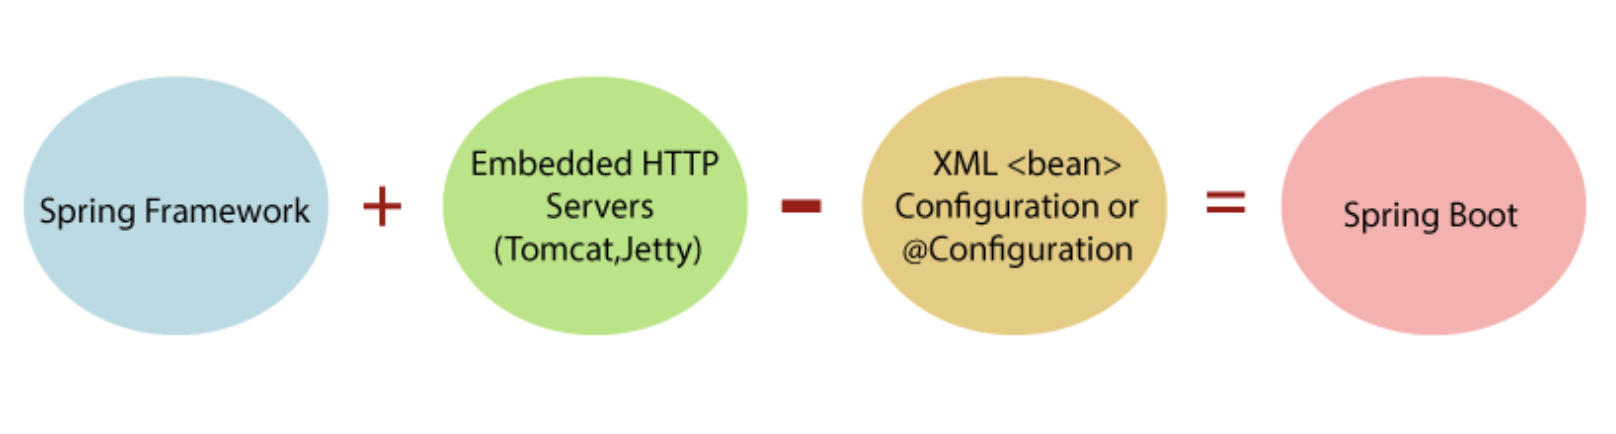 Spring Framework
+
Embedded HTTP
Servers
(Tomcat,Jetty)
-
XML <bean>
Configuration or
@Configuration
=
Spring Boot